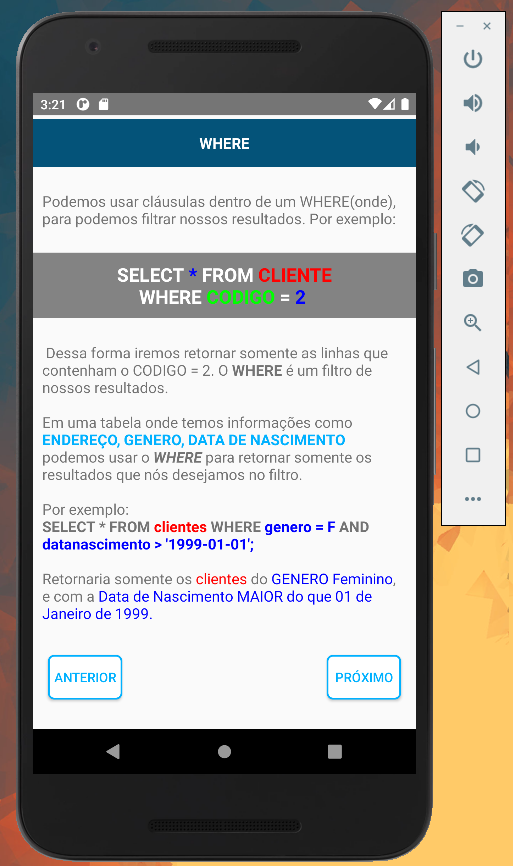 3:21
WHERE
Podemos usar cláusulas dentro de um WHERE(onde),
para podemos filtrar nossos resultados. Por exemplo:
SELECT * FROM CLIENTE
WHERE CODIGO = 2
Dessa forma iremos retornar somente as linhas que
contenham o CODIGO = 2. O WHERE é um filtro de
nossos resultados.
Em uma tabela onde temos informações como
ENDEREÇO, GENERO, DATA DE NASCIMENTO
podemos usar o WHERE para retornar somente os
resultados que nós desejamos no filtro.
Por exemplo:
SELECT * FROM clientes WHERE genero = F AND
datanascimento > '1999-01-01';
Retornaria somente os clientes do GENERO Feminino,
e com a Data de Nascimento MAIOR do que 01 de
Janeiro de 1999.
ANTERIOR PRÓXIMO